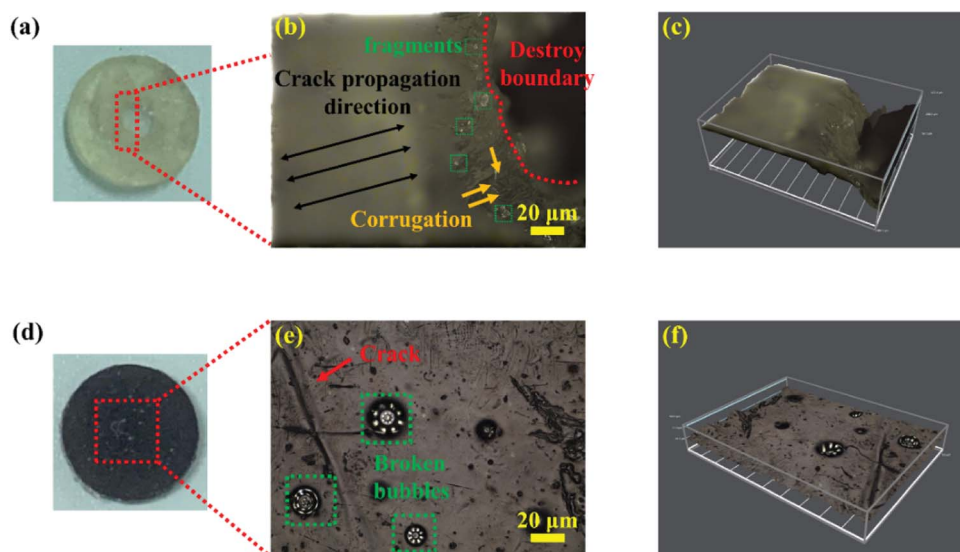 (a)
(b)
fragments
Destroy
boundary
Crack propagation
direction
Corrugation
20 µm
(c)
(d)
(e)
Crack
Broken
bubbles
20 µm
(f)